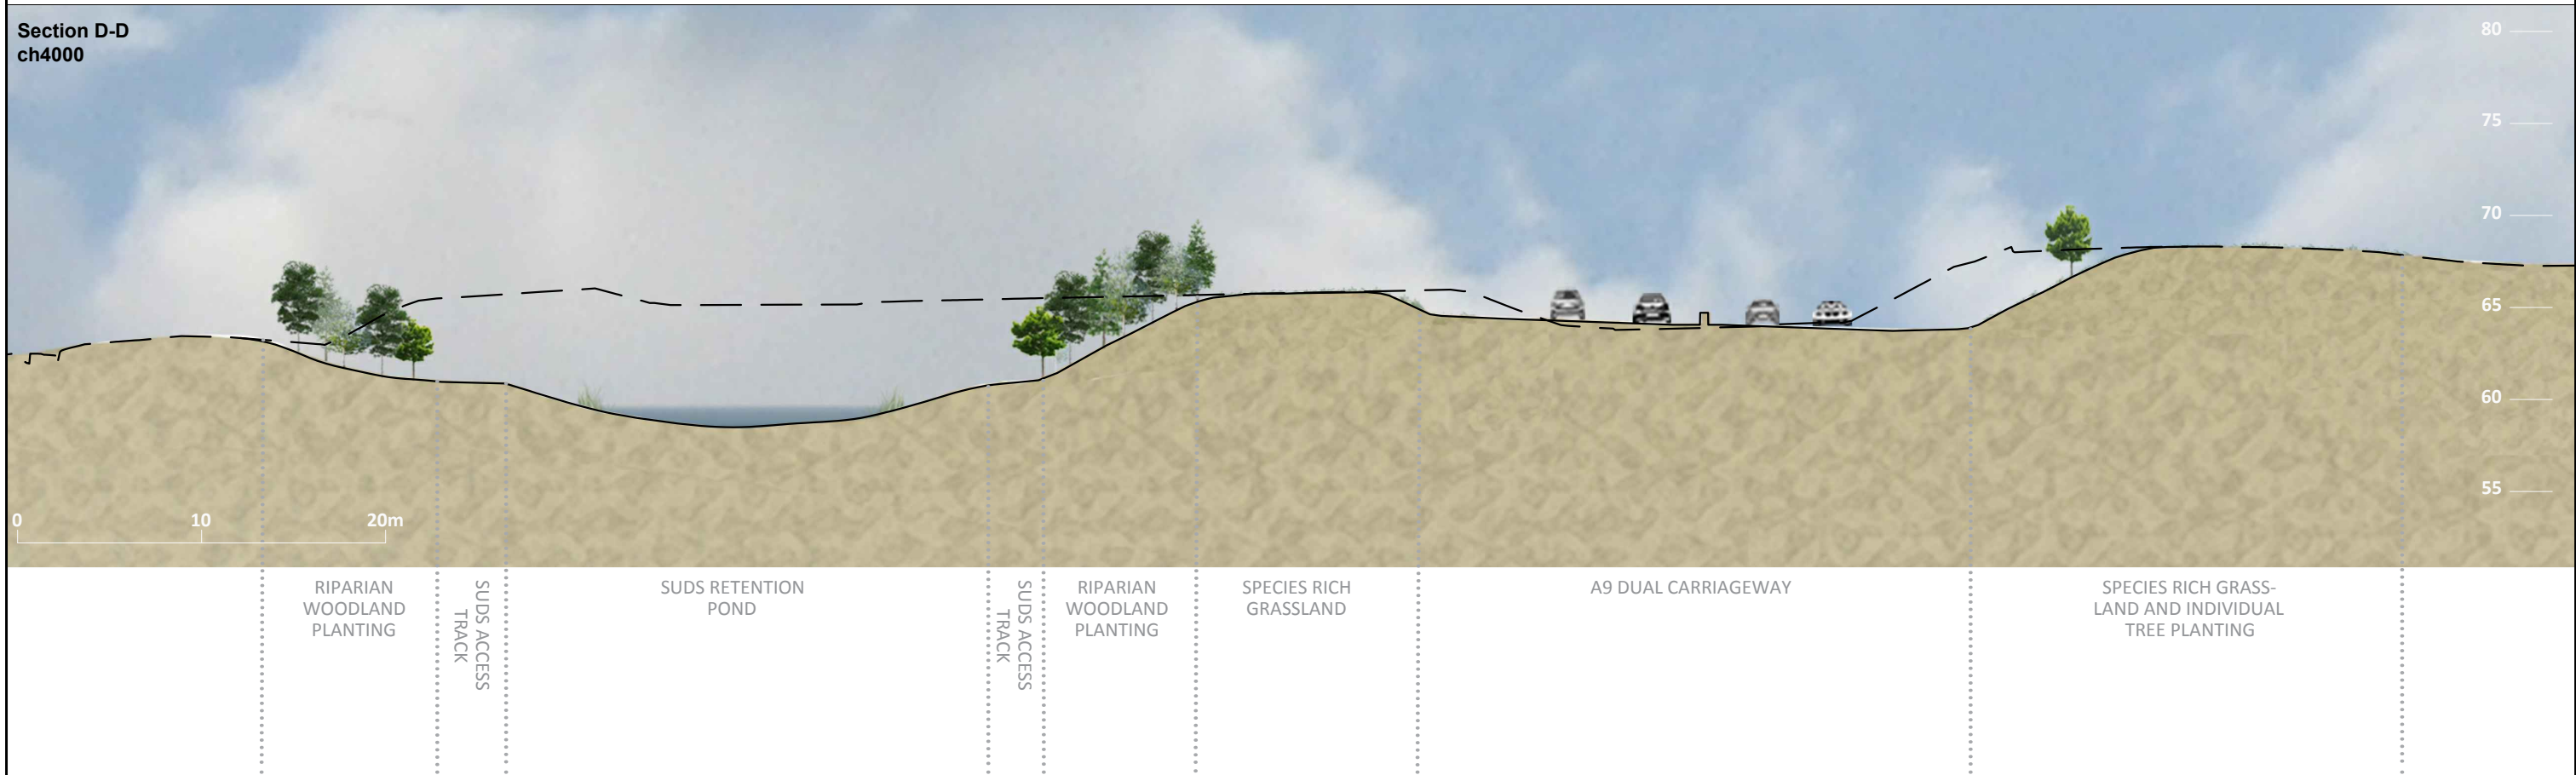 Section D-D
ch4000
80
75
70
65
60
55
0
10
20m
RIPARIAN
WOODLAND
PLANTING
SUDS ACCESS
TRACK
SUDS RETENTION
POND
SUDS ACCESS
TRACK
RIPARIAN
WOODLAND
PLANTING
SPECIES RICH
GRASSLAND
A9 DUAL CARRIAGEWAY
SPECIES RICH GRASS-
LAND AND INDIVIDUAL
TREE PLANTING